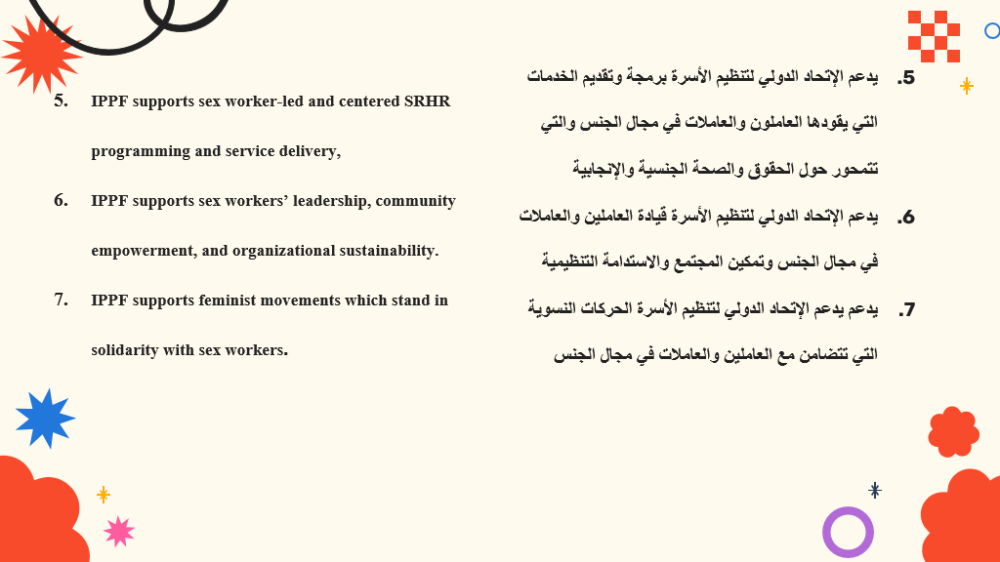 5. IPPF supports sex worker-led and centered SRHR
programming and service delivery,
6. IPPF supports sex workers’ leadership, community
empowerment, and organizational sustainability.
7. IPPF supports feminist movements which stand in
solidarity with sex workers.
5. يدعم الإتحاد الدولي لتنظيم الأسرة برمجة وتقديم الخدمات
التي يقودها العاملون والعاملات في مجال الجنس والتي
تتمحور حول الحقوق والصحة الجنسية والإنجابية
6. يدعم الإتحاد الدولي لتنظيم الأسرة قيادة العاملين والعاملات
في مجال الجنس وتمكين المجتمع والاستدامة التنظيمية
7. يدعم يدعم الإتحاد الدولي لتنظيم الأسرة الحركات النسوية
التي تتضامن مع العاملين والعاملات في مجال الجنس